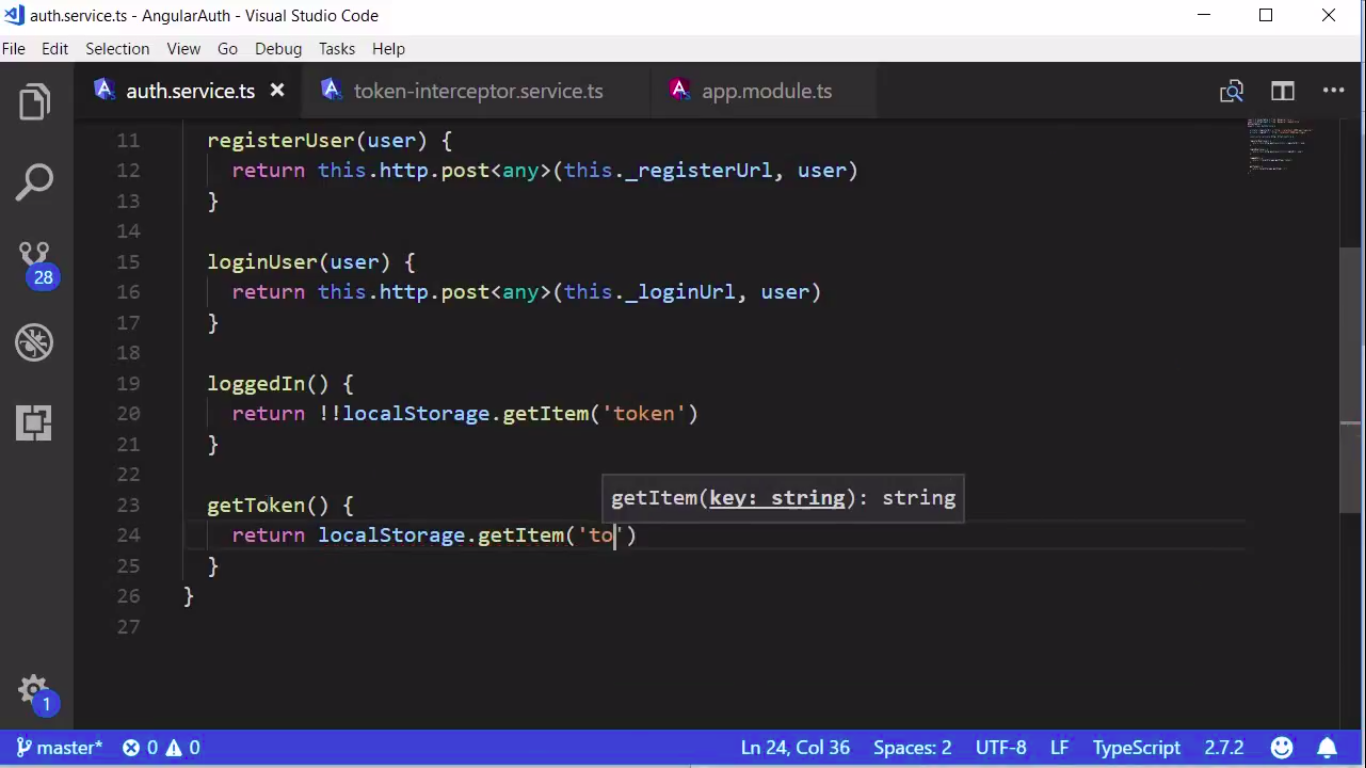 auth.service.ts - AngularAuth - Visual Studio Code
File Edit Selection View Go Debug Tasks Help
auth.service.ts token-interceptor.service.ts app.module.ts
11 registerUser(user) {
12 return this.http.post<any>(this._registerUrl, user)
13 }
14
15 loginUser(user) {
16 return this.http.post<any>(this._loginUrl, user)
17 }
18
19 loggedIn() {
20 return !!localStorage.getItem('token')
21 }
22
getItem(key: string): string
23 getToken() {
24 return localStorage.getItem('to')
25 }
26 }
27
28
1
master* 0 0 Ln 24, Col 36 Spaces: 2 UTF-8 LF TypeScript 2.7.2